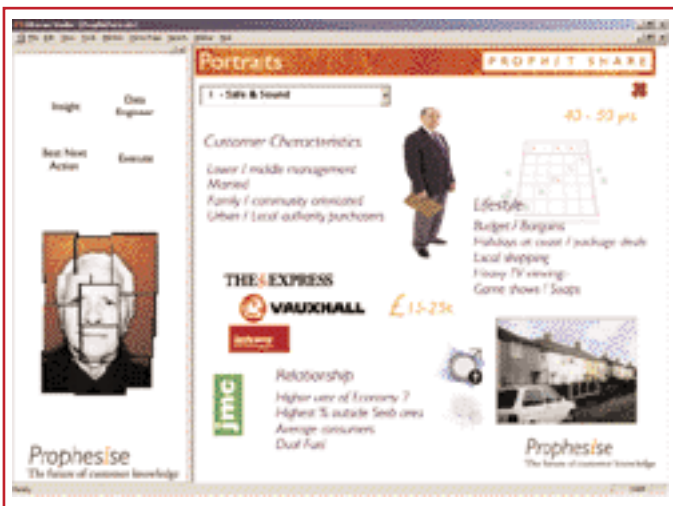 Portraits
PROPHIT SHARE
Insight
Data Engineer
Best Next Action
Execute
1 - Safe & Sound
40 - 50 yrs
Customer Characteristics
Lower / middle management
Married
Family / community orientated
Urban / Local authority purchasers
Lifestyle
Budget / Bargains
Holidays at coast / package deals
Local shopping
Heavy TV viewing
Game shows / Soaps
THE EXPRESS
VAUXHALL
£15-25k
jmc
Relationship
Higher use of Economy 7
Highest % outside Seeb area
Average consumers
Dual Fuel
Prophesise
The future of customer knowledge
Prophesise
The future of customer knowledge